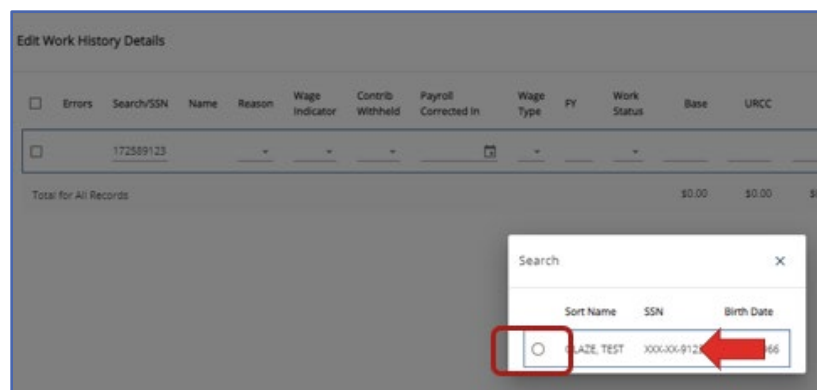 Edit Work History Details
Errors Search/SSN Name Reason Wage Indicator Contrib Withheld Payroll Corrected In Wage Type FY Work Status Base URCC
172589123
Total for All Records $0.00 $0.00
Search ×
Sort Name SSN Birth Date
TEST